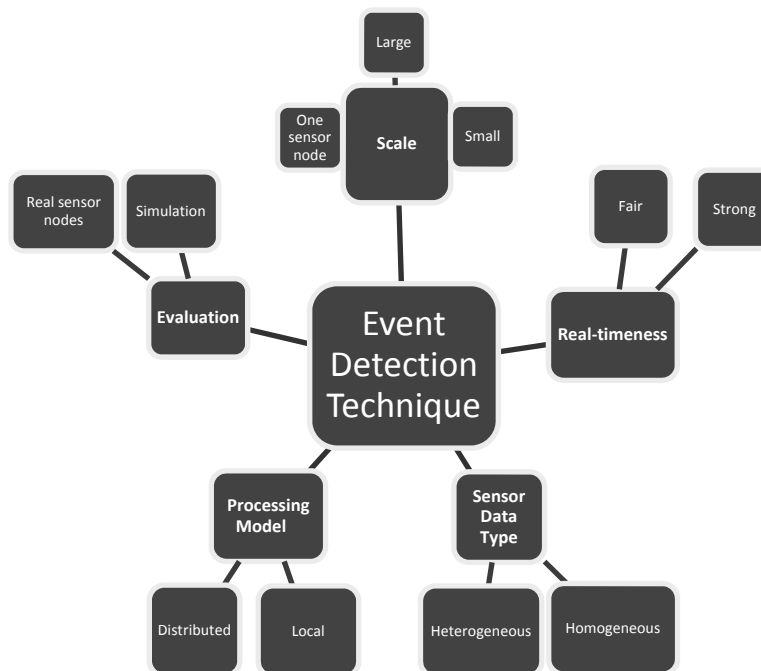 Large
One
sensor
node
Scale
Small
Real sensor
nodes
Simulation
Fair
Strong
Evaluation
Event
Detection
Technique
Real-timeness
Processing
Model
Sensor
Data
Type
Distributed
Local
Heterogeneous
Homogeneous